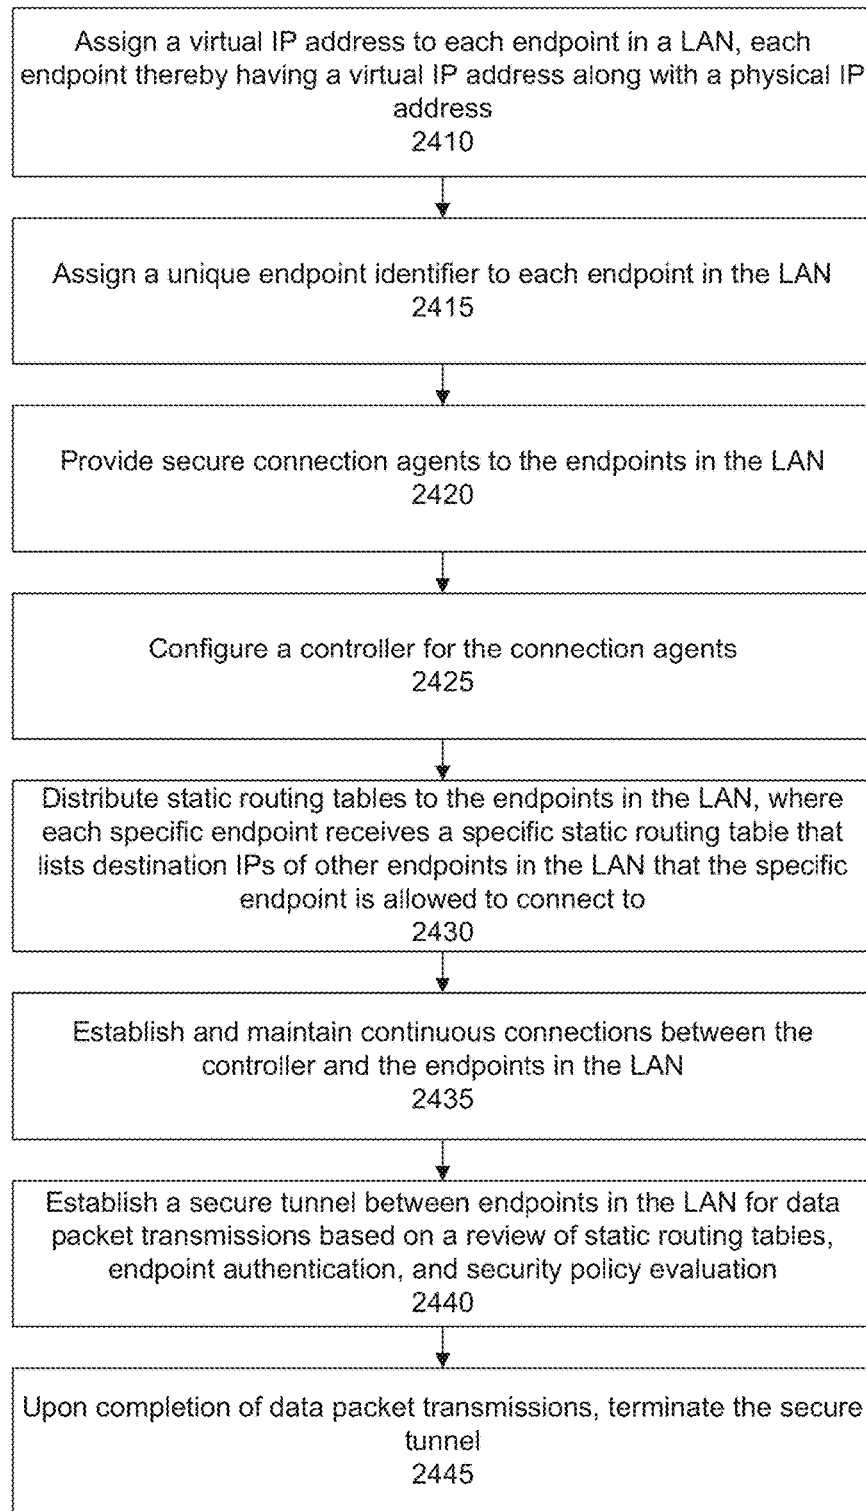 Assign a virtual IP address to each endpoint in a LAN, each
endpoint thereby having a virtual IP address along with a physical IP
address
2410
Assign a unique endpoint identifier to each endpoint in the LAN
2415
Provide secure connection agents to the endpoints in the LAN
2420
Configure a controller for the connection agents
2425
Distribute static routing tables to the endpoints in the LAN, where
each specific endpoint receives a specific static routing table that
lists destination IPs of other endpoints in the LAN that the specific
endpoint is allowed to connect to
2430
Establish and maintain continuous connections between the
controller and the endpoints in the LAN
2435
Establish a secure tunnel between endpoints in the LAN for data
packet transmissions based on a review of static routing tables,
endpoint authentication, and security policy evaluation
2440
Upon completion of data packet transmissions, terminate the secure
tunnel
2445